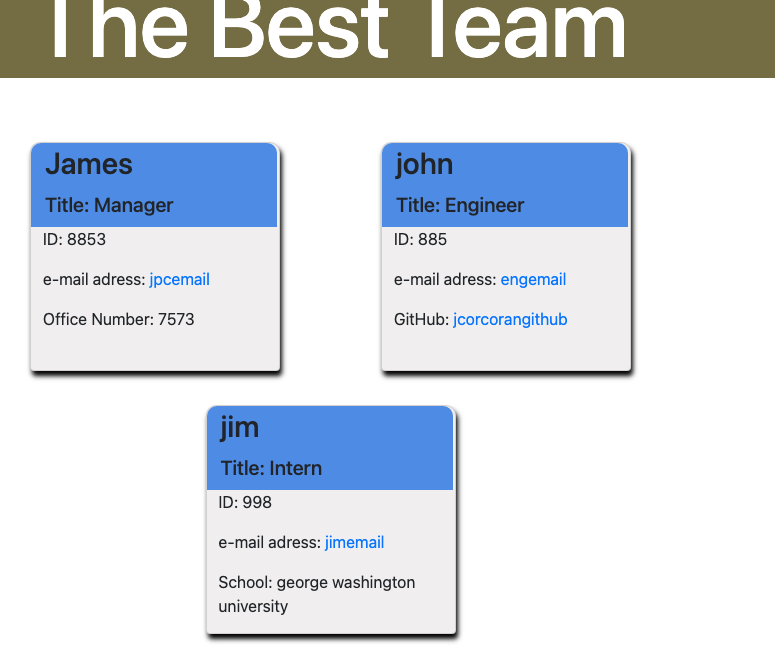 The Best Team
James
Title: Manager
ID: 8853
e-mail adress: jpcemail
Office Number: 7573
john
Title: Engineer
ID: 885
e-mail adress: engemail
GitHub: jcorcorangithub
jim
Title: Intern
ID: 998
e-mail adress: jimemail
School: george washington
university